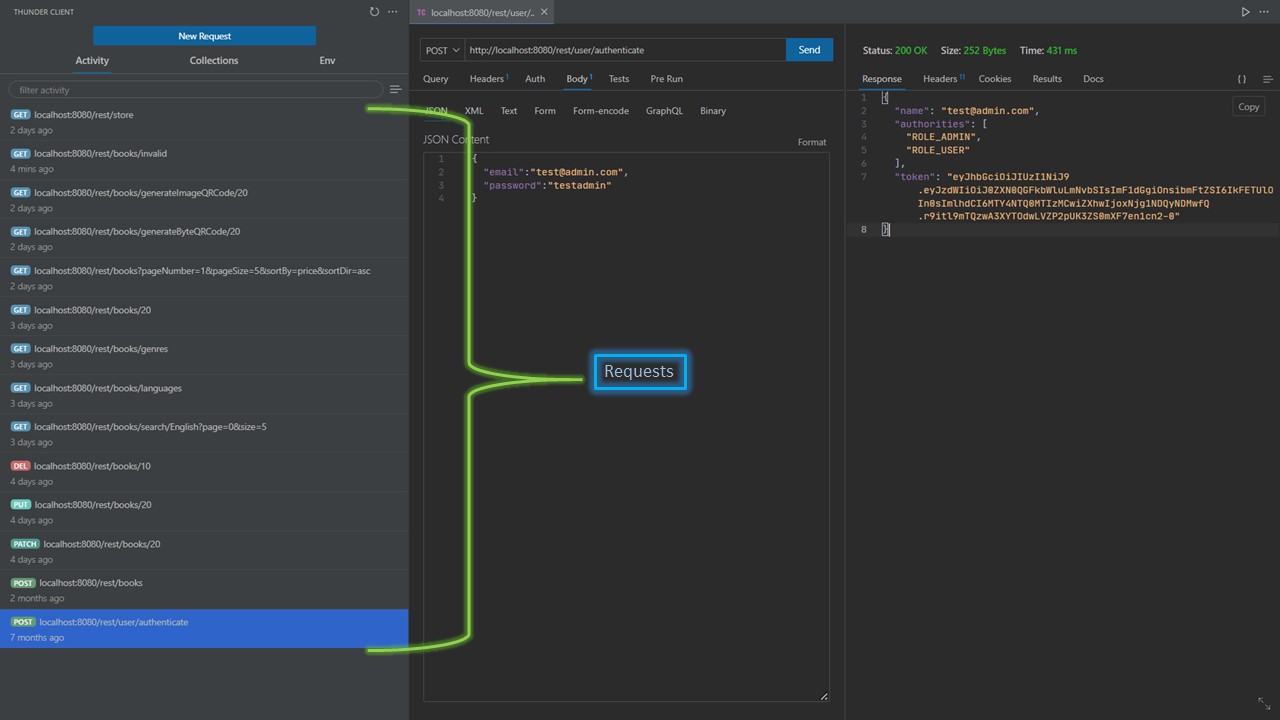 THUNDER CLIENT
New Request
Activity Collections Env
filter activity
GET localhost:8080/rest/store
2 days ago
GET localhost:8080/rest/books/invalid
4 mins ago
GET localhost:8080/rest/books/generateImageQRCode/20
2 days ago
GET localhost:8080/rest/books/generateByteQRCode/20
2 days ago
GET localhost:8080/rest/books?pageNumber=1&pageSize=5&sortBy=price&sortDir=asc
2 days ago
GET localhost:8080/rest/books/20
3 days ago
GET localhost:8080/rest/books/genres
3 days ago
GET localhost:8080/rest/books/languages
3 days ago
GET localhost:8080/rest/books/search/English?page=0&size=5
3 days ago
DEL localhost:8080/rest/books/10
4 days ago
PUT localhost:8080/rest/books/20
4 days ago
PATCH localhost:8080/rest/books/20
4 days ago
POST localhost:8080/rest/books
2 months ago
POST localhost:8080/rest/user/authenticate
7 months ago
TC localhost:8080/rest/user/..
POST http://localhost:8080/rest/user/authenticate Send
Query Headers 1 Auth Body 1 Tests Pre Run
JSON XML Text Form Form-encode GraphQL Binary
JSON Content Format
1 {
2 "email":"test@admin.com",
3 "password":"testadmin"
4 }
Requests
Status: 200 OK Size: 252 Bytes Time: 431 ms
Response Headers 11 Cookies Results Docs { }
Copy
1 {
2 "name": "test@admin.com",
3 "authorities": [
4 "ROLE_ADMIN",
5 "ROLE_USER"
6 ],
7 "token": "eyJhbGciOiJIUzI1NiJ9
.eyJzdWIiOiJ0ZXN0QGFkbWluLmNvbSIsImF1dGgiOnsibmFtZSI6IkFETUlO
In0sImlhdCI6MTY4NTQ0MTIzMCwiZXhwIjoxNjg1NDQyNDMwfQ
.r9itl9mTQzwA3XYTOdwLVZP2pUK3ZS0mXF7en1cn2-0"
8 }